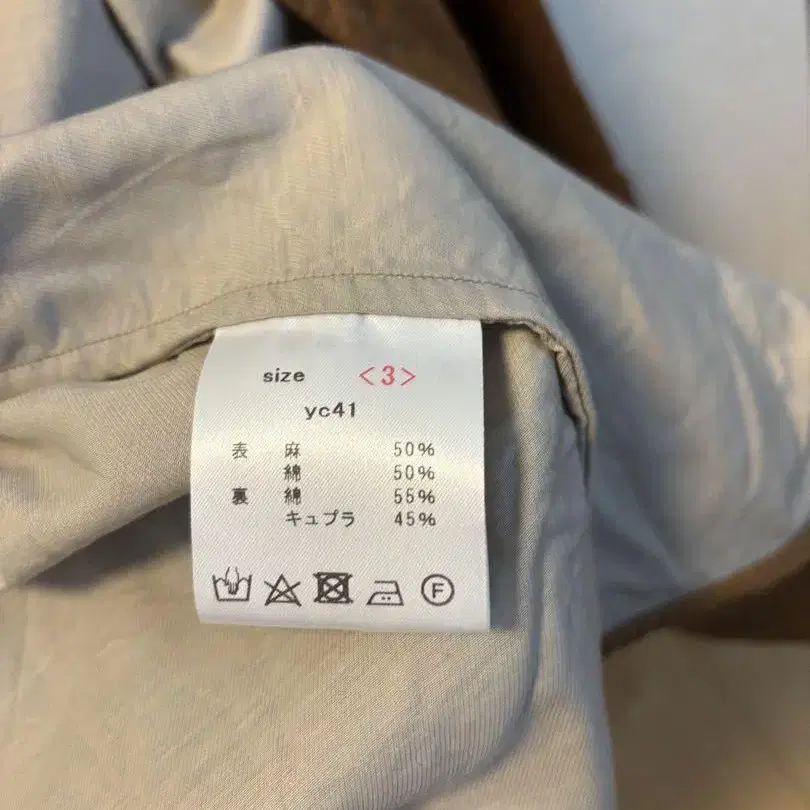 size <3>
yc41
表 麻 50%
綿 50%
裏 綿 55%
キュプラ 45%
F